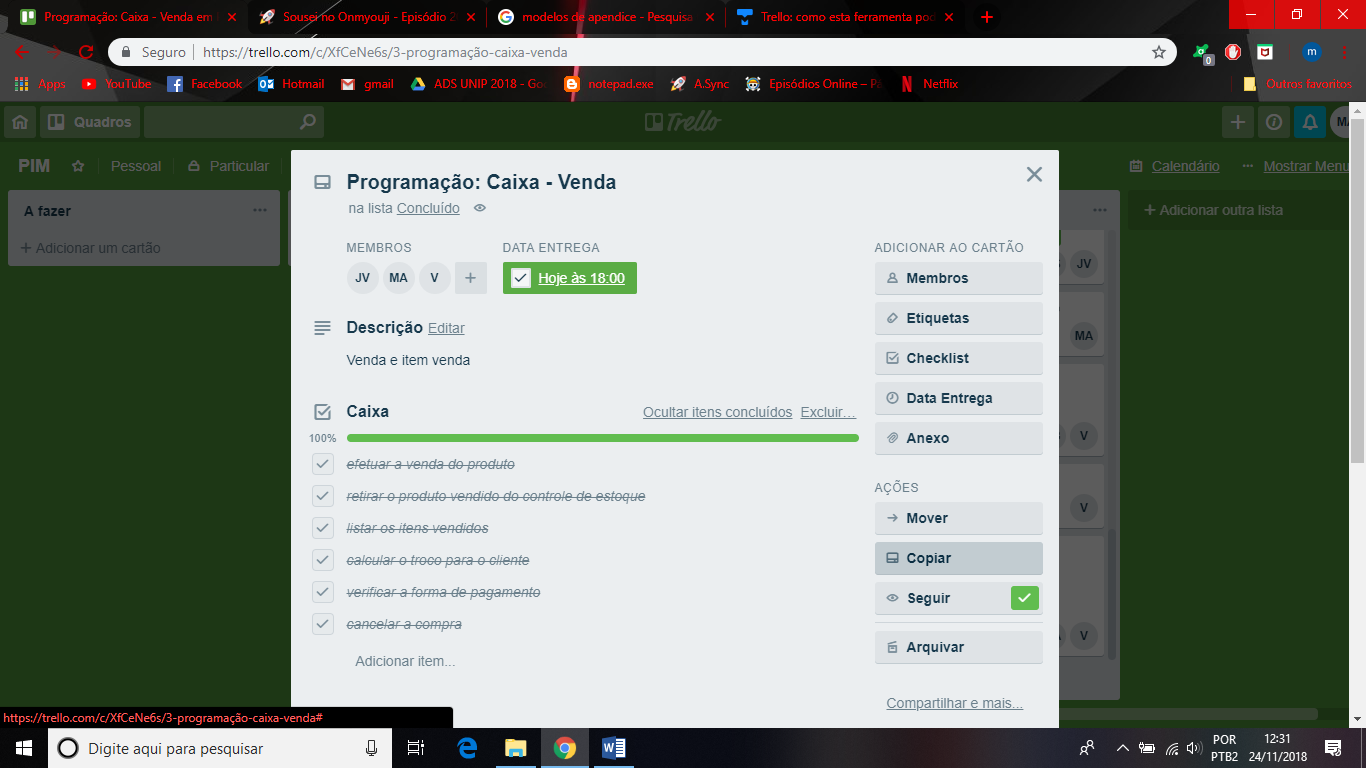 Programação: Caixa - Venda em
Sousei no Onmyouji - Episódio 2
modelos de apendice - Pesquisa
Trello: como esta ferramenta po
Seguro
https://trello.com/c/XfCeNe6s/3-programação-caixa-venda
0
m
Apps
YouTube
Facebook
Hotmail
gmail
ADS UNIP 2018 - Goo
notepad.exe
A.Sync
Episódios Online – Pa
Netflix
Outros favoritos
Quadros
Trello
PIM
Pessoal
Particular
Calendário
Mostrar Menu
A fazer
Adicionar um cartão
Adicionar outra lista
JV
MA
V
V
V
Programação: Caixa - Venda
na lista Concluído
MEMBROS
DATA ENTREGA
JV MA V
Hoje às 18:00
Descrição Editar
Venda e item venda
Caixa
Ocultar itens concluídos Excluir…
100%
efetuar a venda do produto
retirar o produto vendido do controle de estoque
listar os itens vendidos
calcular o troco para o cliente
verificar a forma de pagamento
cancelar a compra
Adicionar item...
ADICIONAR AO CARTÃO
Membros
Etiquetas
Checklist
Data Entrega
Anexo
AÇÕES
Mover
Copiar
Seguir
Arquivar
Compartilhar e mais...
https://trello.com/c/XfCeNe6s/3-programação-caixa-venda#
Digite aqui para pesquisar
POR
PTB2
12:31
24/11/2018